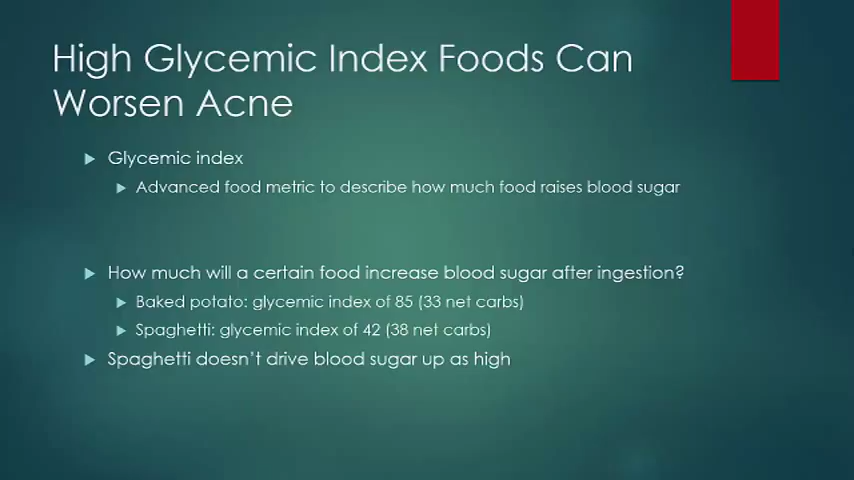 High Glycemic Index Foods Can
Worsen Acne
Glycemic index
Advanced food metric to describe how much food raises blood sugar
How much will a certain food increase blood sugar after ingestion?
Baked potato: glycemic index of 85 (33 net carbs)
Spaghetti: glycemic index of 42 (38 net carbs)
Spaghetti doesn’t drive blood sugar up as high